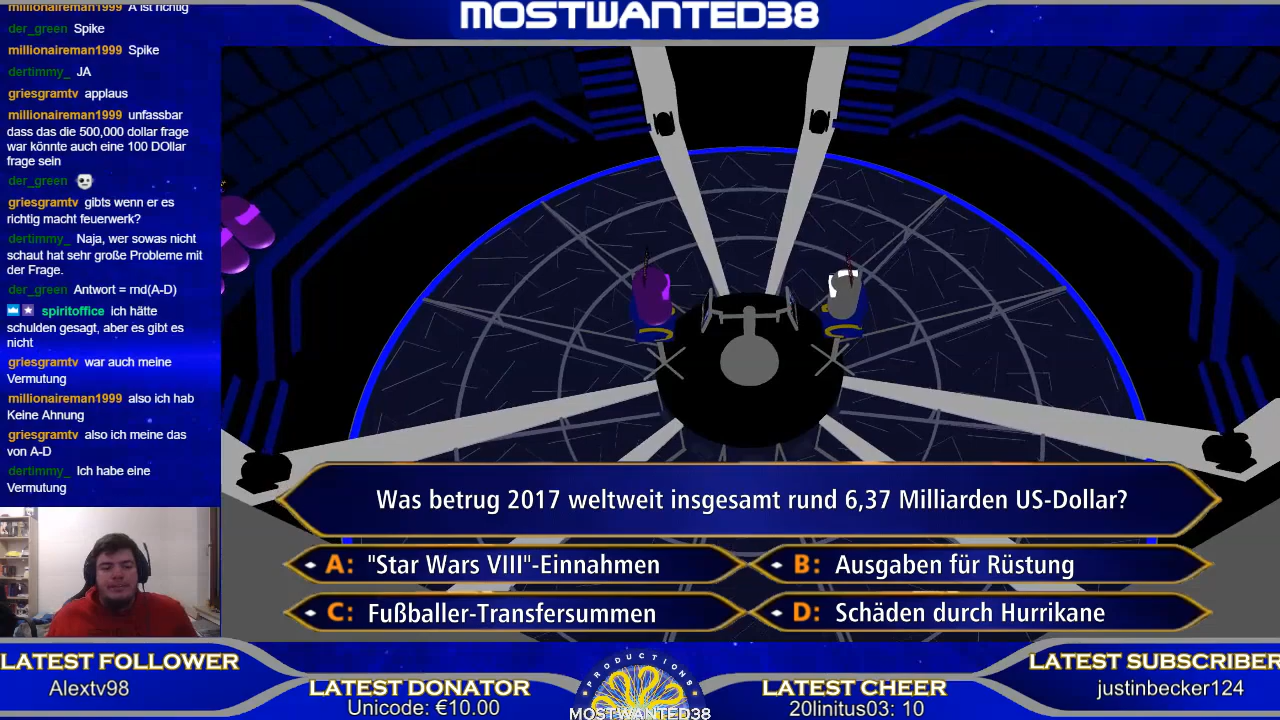 MOSTWANTED38
millionaireman1999 A ist richtig
der_green Spike
millionaireman1999 Spike
dertimmy_ JA
griesgramtv applaus
millionaireman1999 unfassbar
dass das die 500,000 dollar frage
war könnte auch eine 100 DOllar
frage sein
der_green
griesgramtv gibts wenn er es
richtig macht feuerwerk?
dertimmy_ Naja, wer sowas nicht
schaut hat sehr große Probleme mit
der Frage.
der_green Antwort = rnd(A-D)
spiritoffice ich hätte
schulden gesagt, aber es gibt es
nicht
griesgramtv war auch meine
Vermutung
millionaireman1999 also ich hab
Keine Ahnung
griesgramtv also ich meine das
von A-D
dertimmy_ Ich habe eine
Vermutung
Was betrug 2017 weltweit insgesamt rund 6,37 Milliarden US-Dollar?
A: "Star Wars VIII"-Einnahmen
B: Ausgaben für Rüstung
C: Fußballer-Transfersummen
D: Schäden durch Hurrikane
LATEST FOLLOWER
Alextv98
LATEST DONATOR
Unicode: €10.00
PRODUCTIONS
MOSTWANTED38
LATEST CHEER
20linitus03: 10
LATEST SUBSCRIBER
justinbecker124